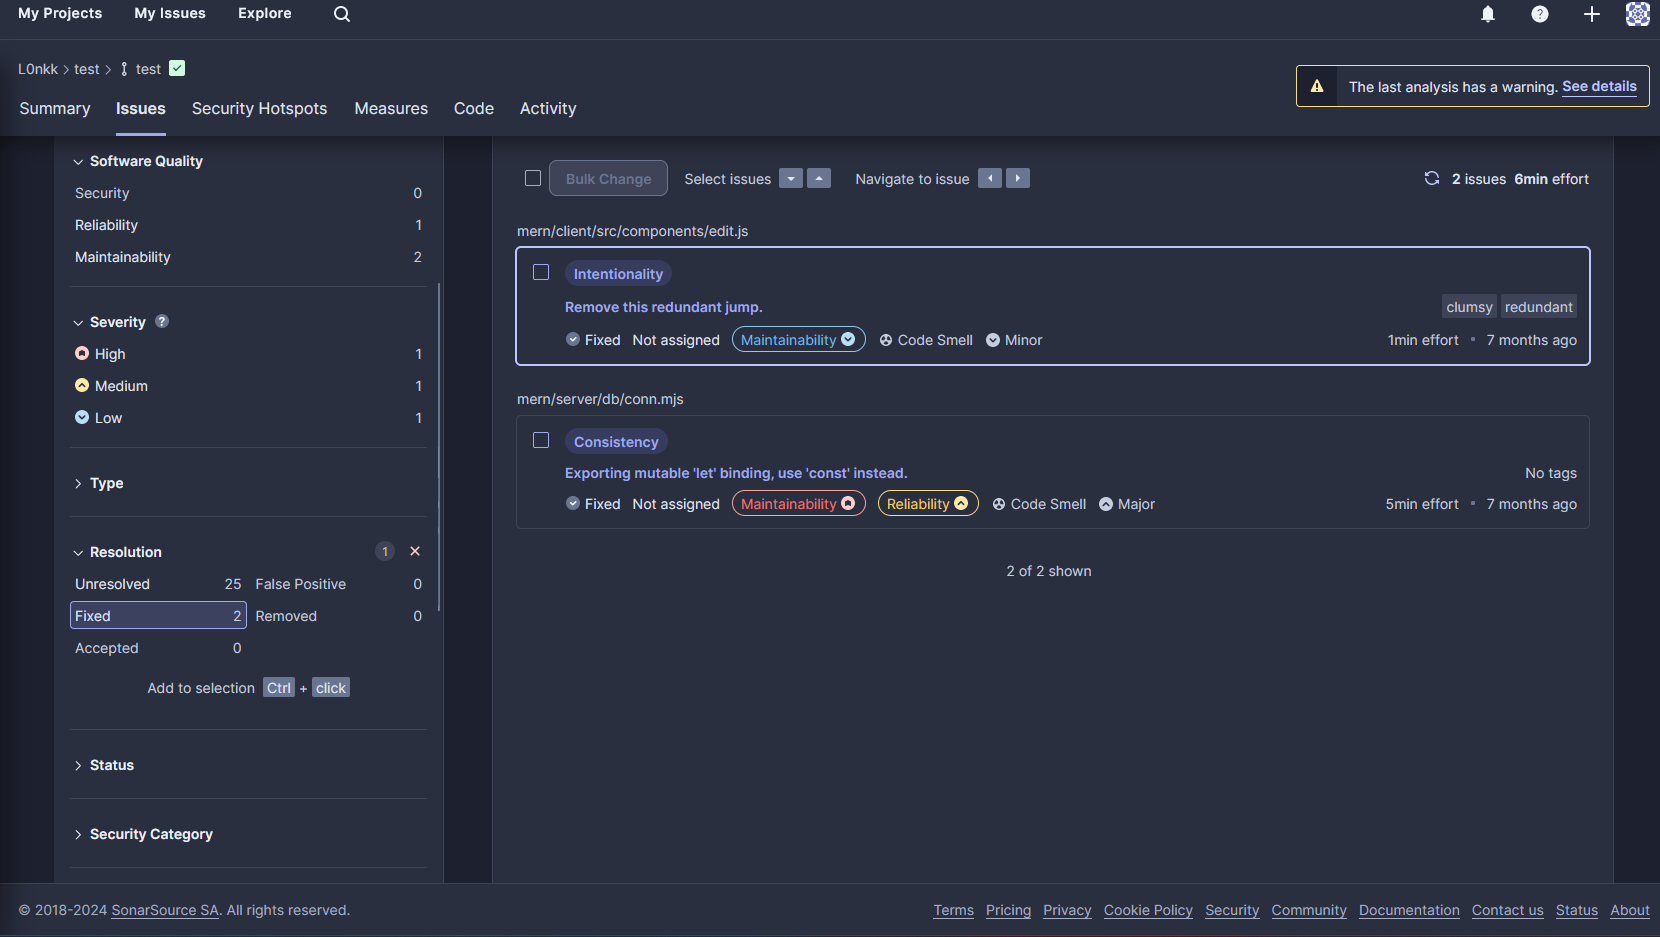 My Projects My Issues Explore
L0nkk test test
The last analysis has a warning. See details
Summary Issues Security Hotspots Measures Code Activity
Software Quality
Security 0
Reliability 1
Maintainability 2
Severity ?
High 1
Medium 1
Low 1
Type
Resolution 1
Unresolved 25 False Positive 0
Fixed 2 Removed 0
Accepted 0
Add to selection Ctrl + click
Status
Security Category
Bulk Change Select issues Navigate to issue 2 issues 6min effort
mern/client/src/components/edit.js
Intentionality
Remove this redundant jump. clumsy redundant
Fixed Not assigned Maintainability Code Smell Minor 1min effort • 7 months ago
mern/server/db/conn.mjs
Consistency
Exporting mutable 'let' binding, use 'const' instead. No tags
Fixed Not assigned Maintainability Reliability Code Smell Major 5min effort • 7 months ago
2 of 2 shown
© 2018-2024 SonarSource SA. All rights reserved. Terms Pricing Privacy Cookie Policy Security Community Documentation Contact us Status About